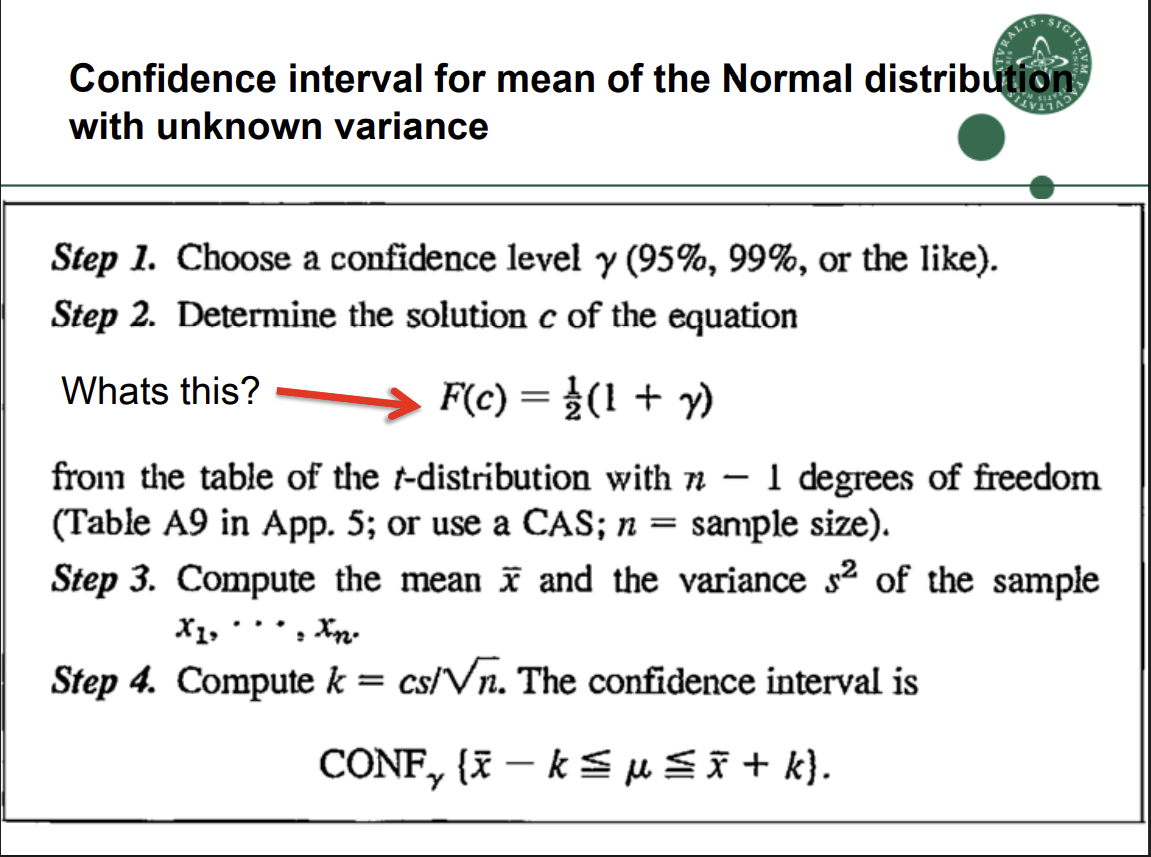 Confidence interval for mean of the Normal distribution
with unknown variance
Step 1. Choose a confidence level γ (95%, 99%, or the like).
Step 2. Determine the solution c of the equation
Whats this? F(c) = ½(1 + γ)
from the table of the t-distribution with n − 1 degrees of freedom
(Table A9 in App. 5; or use a CAS; n = sample size).
Step 3. Compute the mean x̄ and the variance s² of the sample
x₁, · · · , xₙ.
Step 4. Compute k = cs/√n. The confidence interval is
CONFᵧ {x̄ − k ≦ μ ≦ x̄ + k}.